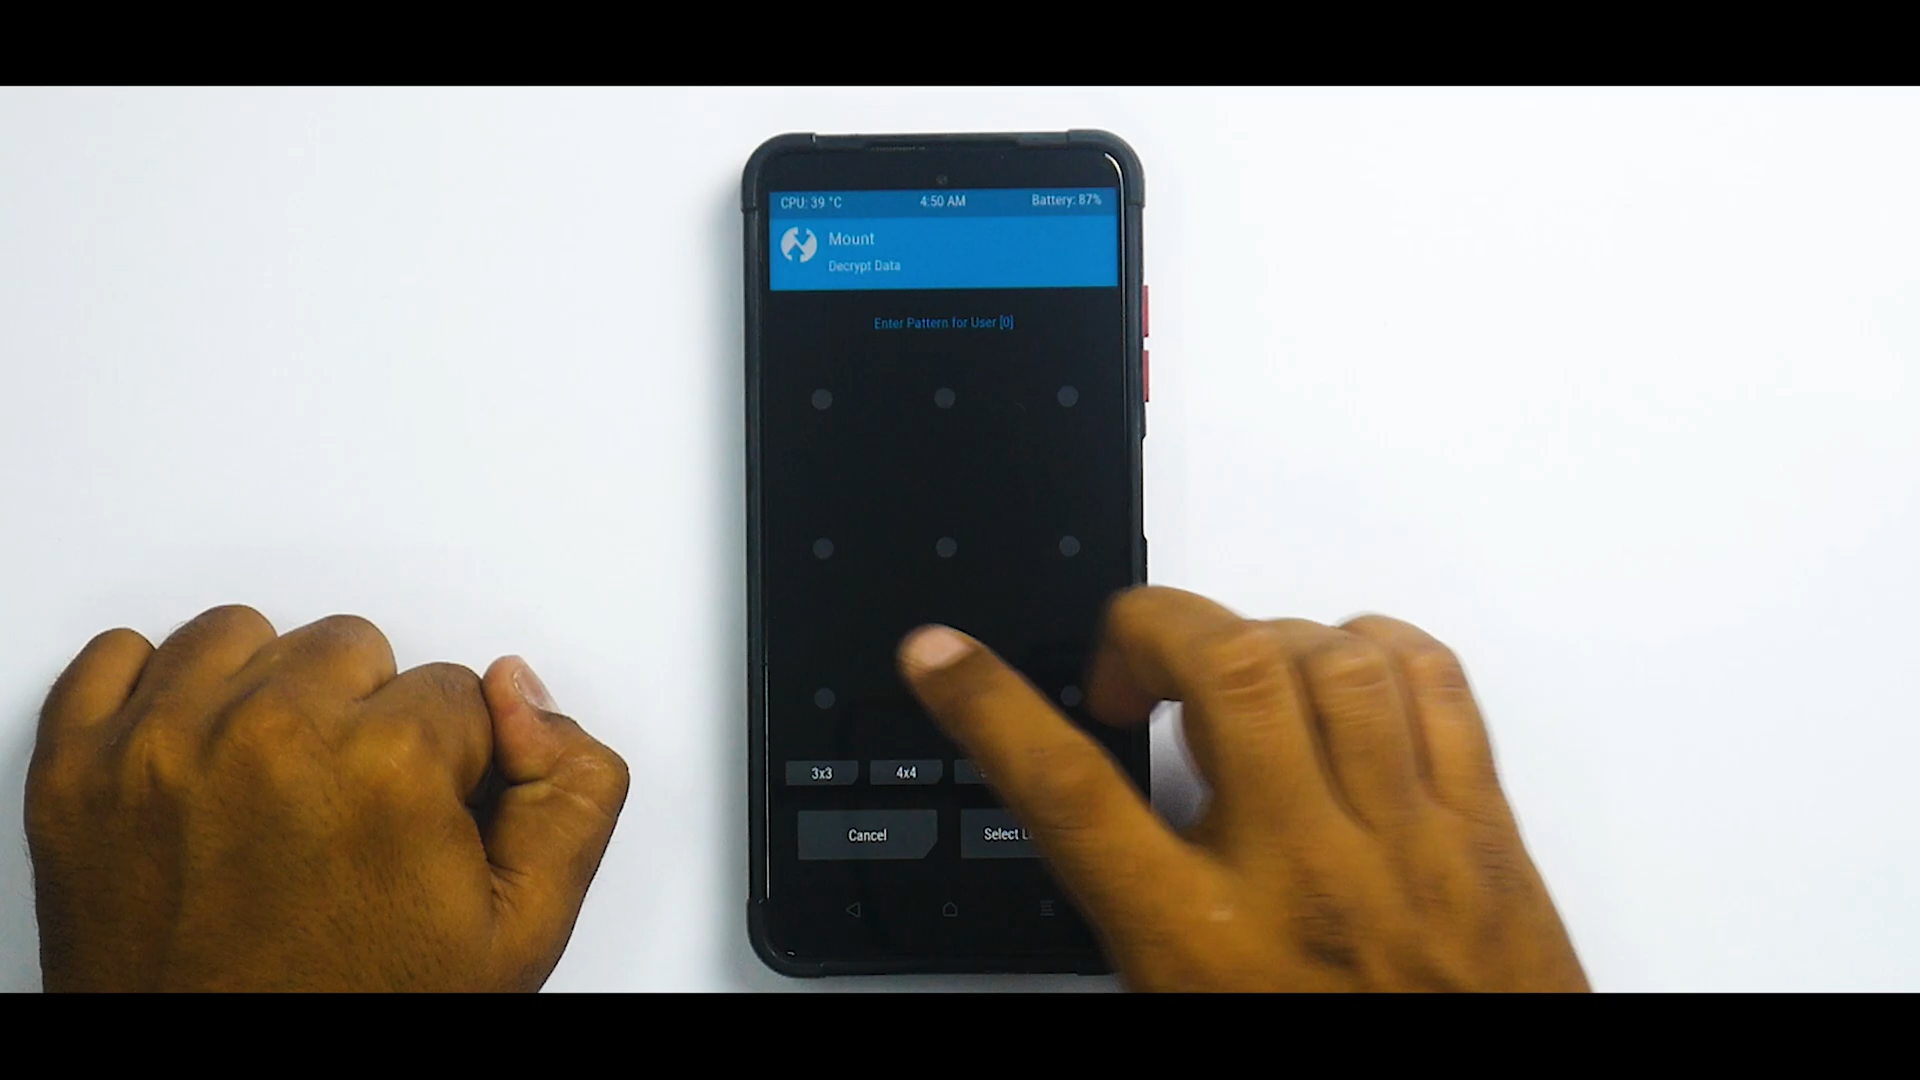 CPU: 39 °C 4:50 AM Battery: 87%
Mount
Decrypt Data
Enter Pattern for User [0]
3x3 4x4
Cancel Select